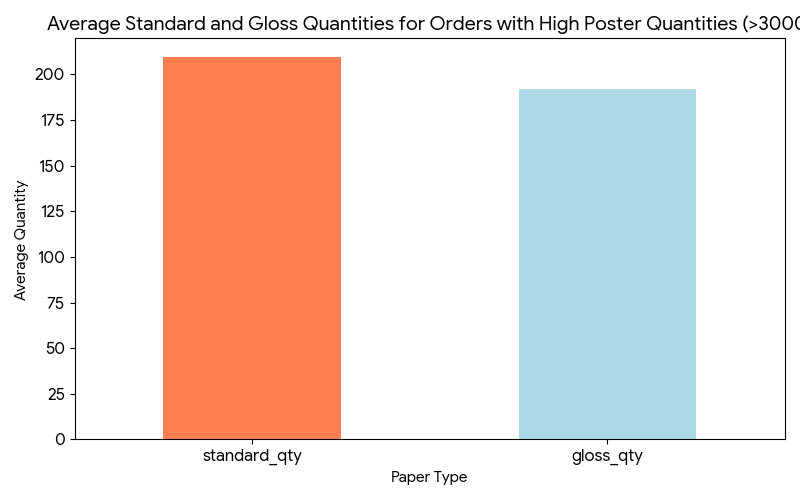 Average Standard and Gloss Quantities for Orders with High Poster Quantities (>3000
200
175
150
125
100
75
50
25
0
Average Quantity
standard_qty gloss_qty
Paper Type